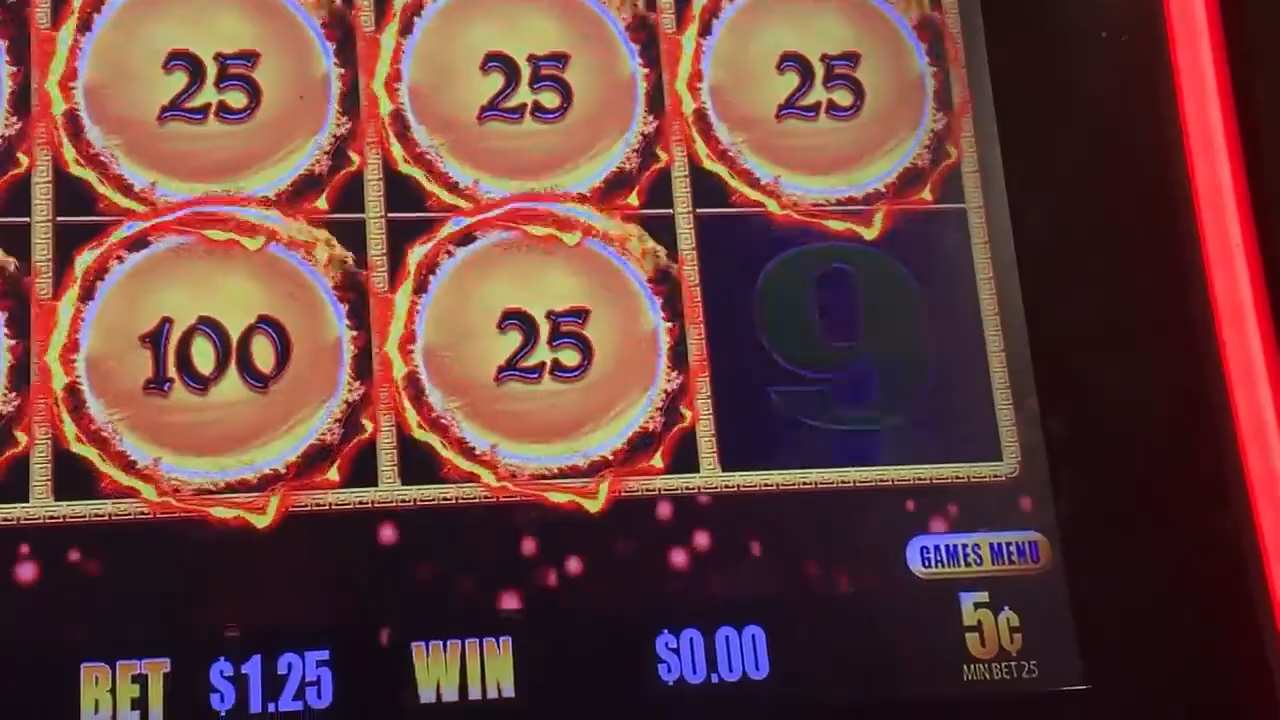 25 25 25
100 25 9
GAMES MENU
5¢
MIN BET 25
BET $1.25 WIN $0.00